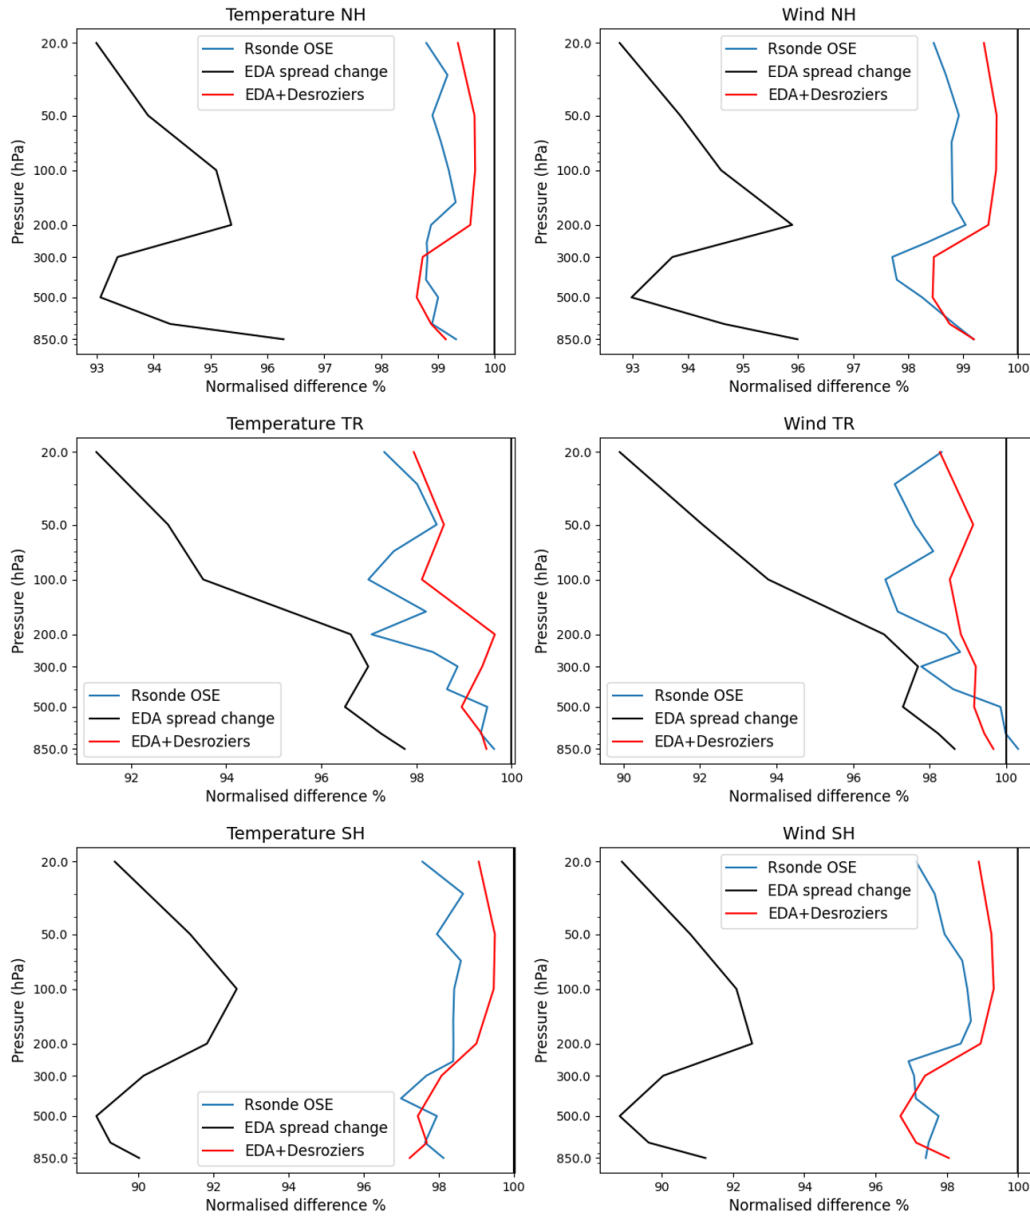 Temperature NH
Rsonde OSE
EDA spread change
EDA+Desroziers
Pressure (hPa)
20.0
50.0
100.0
200.0
300.0
500.0
850.0
93 94 95 96 97 98 99 100
Normalised difference %
Wind NH
Rsonde OSE
EDA spread change
EDA+Desroziers
Pressure (hPa)
20.0
50.0
100.0
200.0
300.0
500.0
850.0
93 94 95 96 97 98 99 100
Normalised difference %
Temperature TR
Rsonde OSE
EDA spread change
EDA+Desroziers
Pressure (hPa)
20.0
50.0
100.0
200.0
300.0
500.0
850.0
92 94 96 98 100
Normalised difference %
Wind TR
Rsonde OSE
EDA spread change
EDA+Desroziers
Pressure (hPa)
20.0
50.0
100.0
200.0
300.0
500.0
850.0
90 92 94 96 98 100
Normalised difference %
Temperature SH
Rsonde OSE
EDA spread change
EDA+Desroziers
Pressure (hPa)
20.0
50.0
100.0
200.0
300.0
500.0
850.0
90 92 94 96 98 100
Normalised difference %
Wind SH
Rsonde OSE
EDA spread change
EDA+Desroziers
Pressure (hPa)
20.0
50.0
100.0
200.0
300.0
500.0
850.0
90 92 94 96 98 100
Normalised difference %